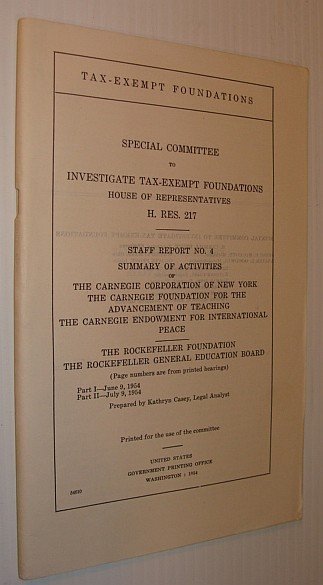 TAX-EXEMPT FOUNDATIONS
SPECIAL COMMITTEE
TO
INVESTIGATE TAX-EXEMPT FOUNDATIONS
HOUSE OF REPRESENTATIVES
H. RES. 217
STAFF REPORT NO. 4
SUMMARY OF ACTIVITIES
OF
THE CARNEGIE CORPORATION OF NEW YORK
THE CARNEGIE FOUNDATION FOR THE
ADVANCEMENT OF TEACHING
THE CARNEGIE ENDOWMENT FOR INTERNATIONAL
PEACE
THE ROCKEFELLER FOUNDATION
THE ROCKEFELLER GENERAL EDUCATION BOARD
(Page numbers are from printed hearings)
Part I—June 9, 1954
Part II—July 9, 1954
Prepared by Kathryn Casey, Legal Analyst
Printed for the use of the committee
UNITED STATES
GOVERNMENT PRINTING OFFICE
WASHINGTON : 1954